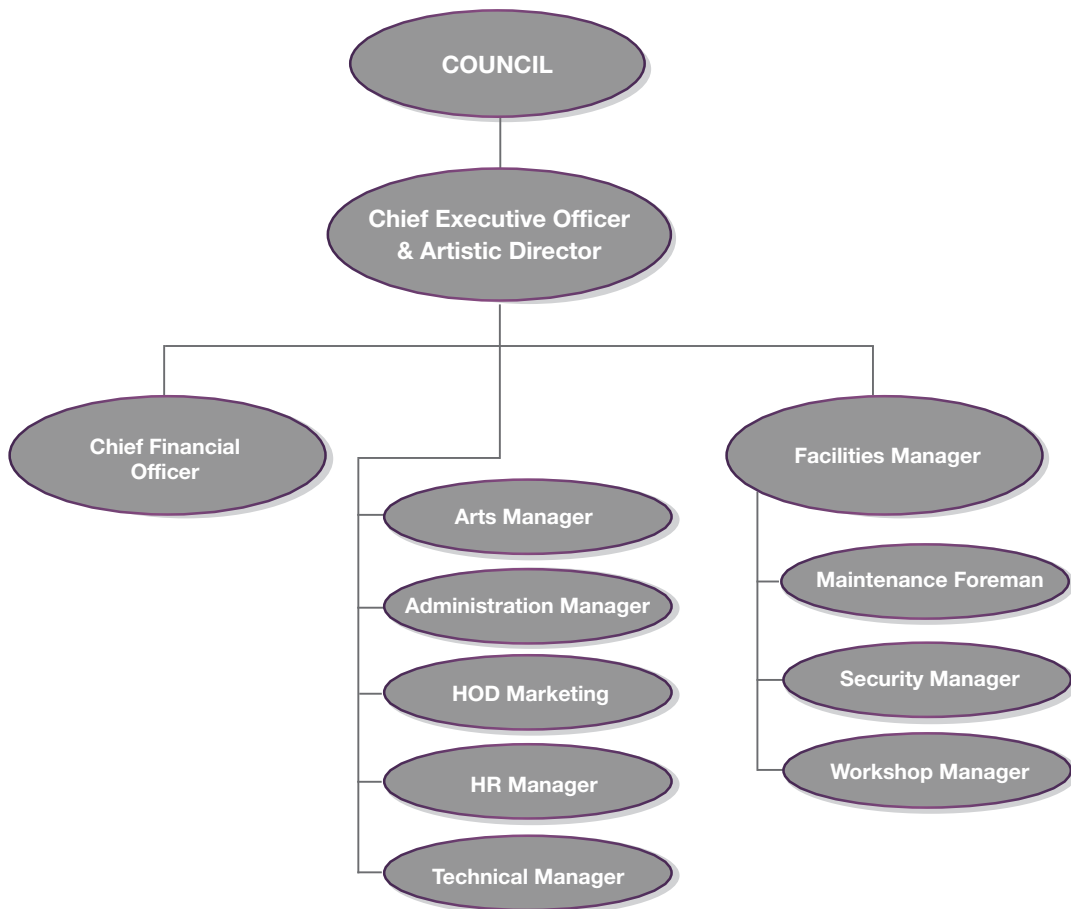 COUNCIL
Chief Executive Officer
& Artistic Director
Chief Financial
Officer
Facilities Manager
Arts Manager
Administration Manager
HOD Marketing
HR Manager
Technical Manager
Maintenance Foreman
Security Manager
Workshop Manager